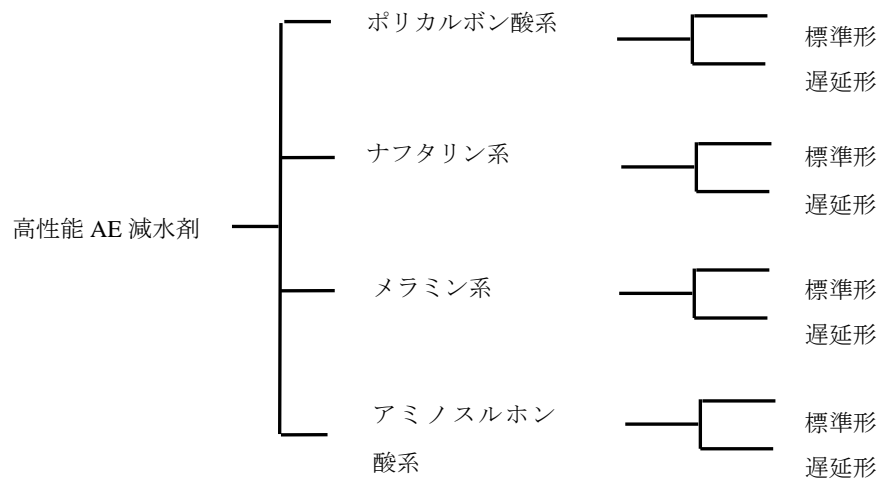 ポリカルボン酸系
標準形
遅延形
ナフタリン系
標準形
遅延形
高性能 AE 減水剤
メラミン系
標準形
遅延形
アミノスルホン
酸系
標準形
遅延形